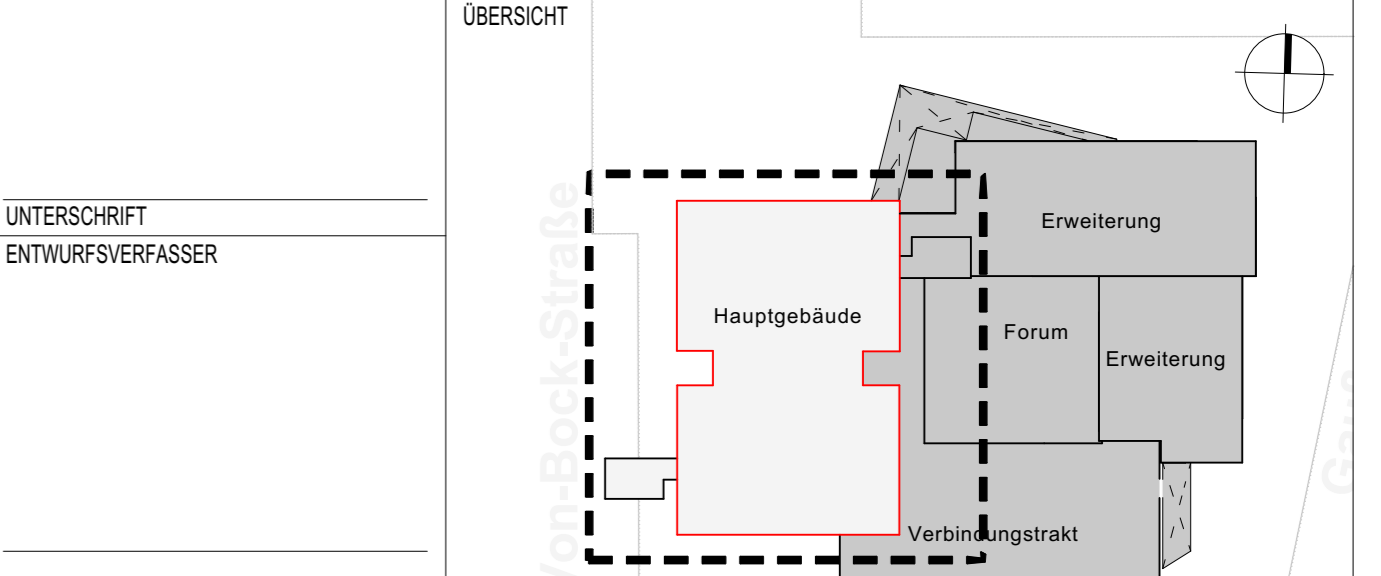 UNTERSCHRIFT
ENTWURFSVERFASSER
ÜBERSICHT
Erweiterung
Hauptgebäude
Forum
Erweiterung
Verbindungstrakt
Von-Bock-Straße